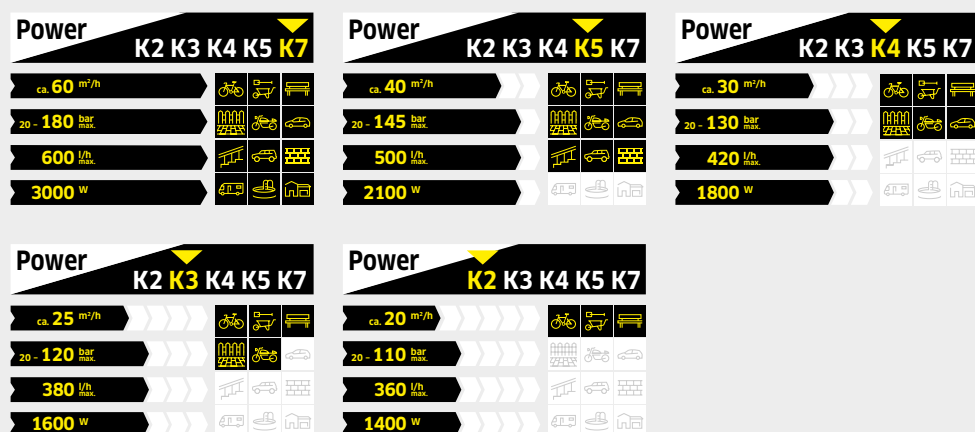 Power
K2 K3 K4 K5 K7
ca. 60 m²/h
20 – 180 bar max.
600 l/h max.
3000 W
Power
K2 K3 K4 K5 K7
ca. 40 m²/h
20 – 145 bar max.
500 l/h max.
2100 W
Power
K2 K3 K4 K5 K7
ca. 30 m²/h
20 – 130 bar max.
420 l/h max.
1800 W
Power
K2 K3 K4 K5 K7
ca. 25 m²/h
20 – 120 bar max.
380 l/h max.
1600 W
Power
K2 K3 K4 K5 K7
ca. 20 m²/h
20 – 110 bar max.
360 l/h max.
1400 W